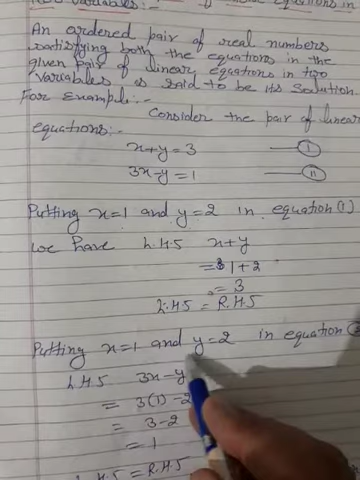 two variables:-
An ordered pair of real numbers
satisfying both the equations in the
given pair of linear equations in two
variables is said to be its solution.
For Example:-
Consider the pair of linear
equations:-
x+y=3 (i)
3x-y=1 (ii)
Putting x=1 and y=2 in equation (i)
we have L.H.S x+y
= 1+2
= 3
L.H.S = R.H.S
Putting x=1 and y=2 in equation
L.H.S 3x-y
= 3(1)-2
= 3-2
= 1
L.H.S = R.H.S